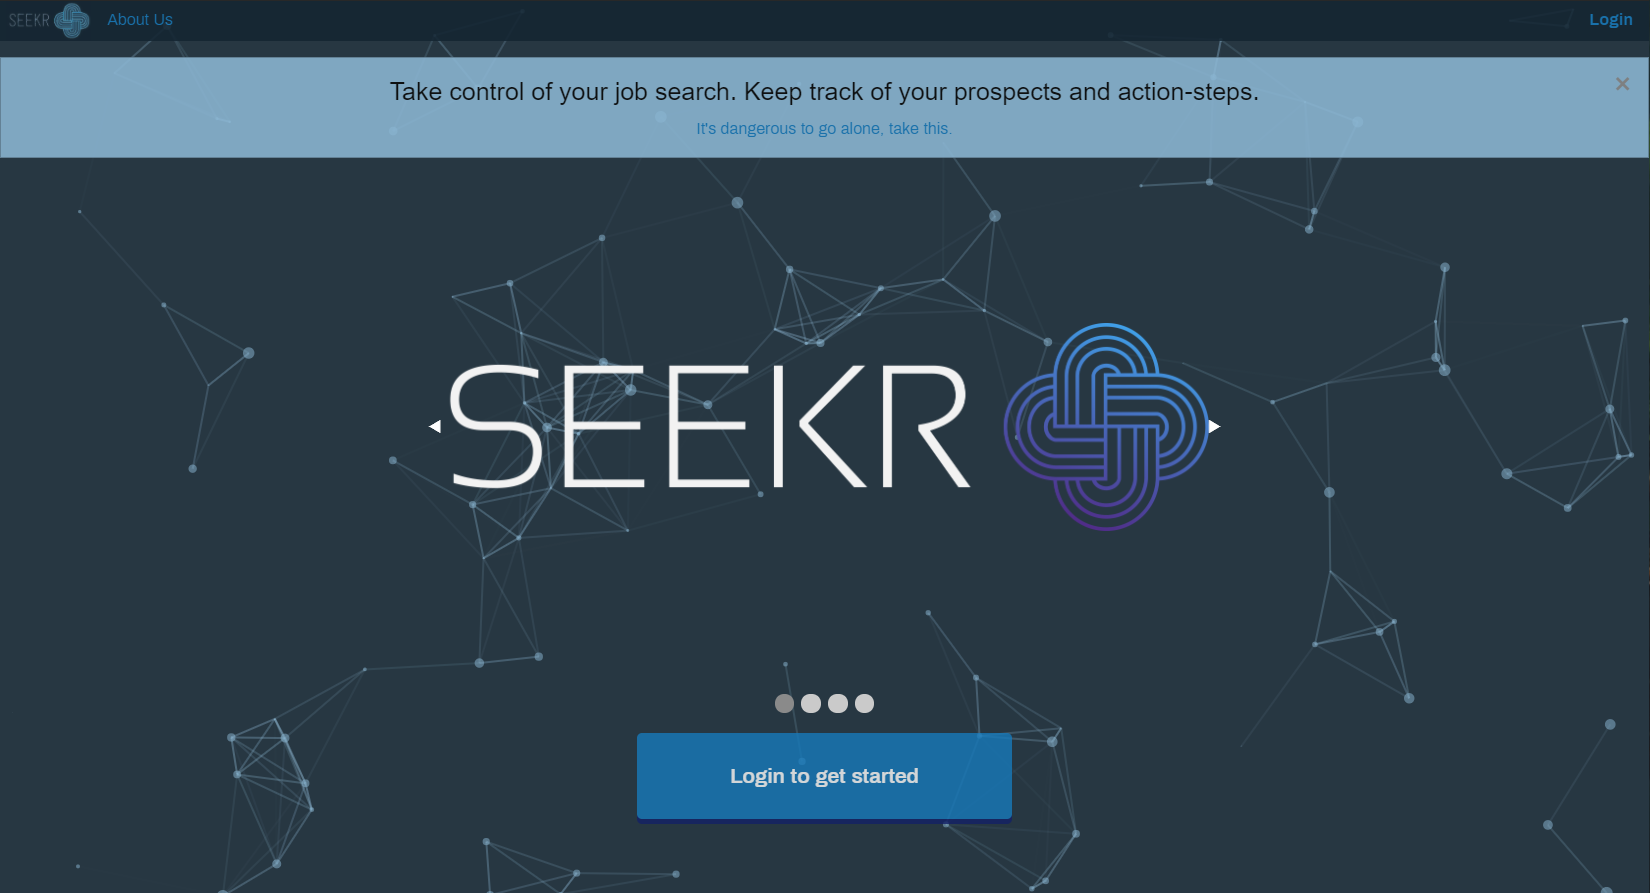 SEEKR About Us Login
Take control of your job search. Keep track of your prospects and action-steps.
×
It's dangerous to go alone, take this.
SEEKR
Login to get started